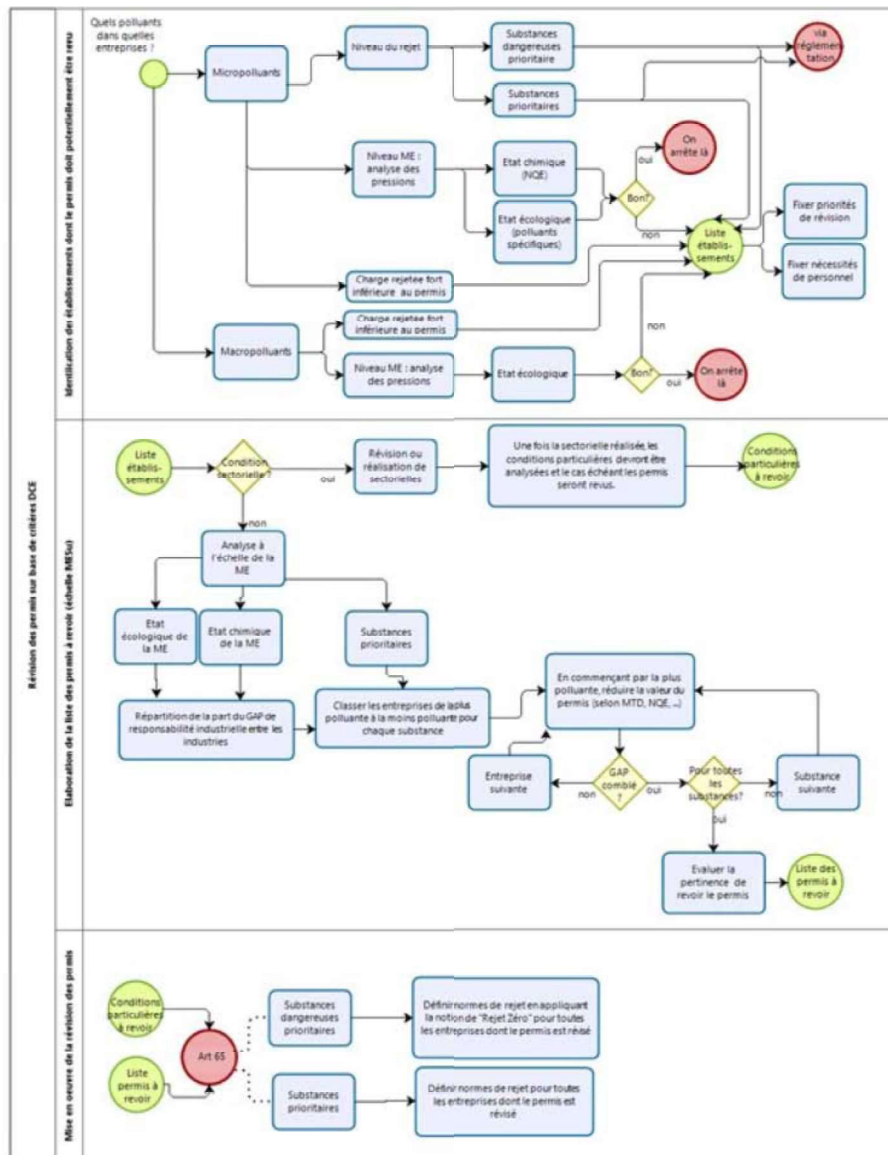 Révision des permis sur base de critères DCE
Identification des établissements dont le permis doit potentiellement être revu
Quels polluants
dans quelles
entreprises ?
Micropolluants
Niveau du rejet
Substances
dangereuses
prioritaire
via
réglemen-
tation
Substances
prioritaires
Niveau ME :
analyse des
pressions
Etat chimique
(NQE)
Etat écologique
(polluants
spécifiques)
Bon?
oui
On
arrête là
non
Liste
établis-
sements
Fixer priorités
de révision
Fixer nécessités
de personnel
Charge rejetée fort
inférieure au permis
Macropolluants
Charge rejetée fort
inférieure au permis
Niveau ME : analyse
des pressions
Etat écologique
Bon?
non
oui
On arrête
là
Elaboration de la liste des permis à revoir (échelle MESu)
Liste
établis-
sements
Condition
sectorielle ?
oui
Révision ou
réalisation de
sectorielles
Une fois la sectorielle réalisée, les
conditions particulières devront être
analysées et le cas échéant les permis
seront revus.
Conditions
particulières
à revoir
non
Analyse à
l'échelle de la
ME
Etat
écologique de
la ME
Etat chimique
de la ME
Substances
prioritaires
Répartition de la part du GAP de
responsabilité industrielle entre les
industries
Classer les entreprises de la plus
polluante à la moins polluante pour
chaque substance
En commençant par la plus
polluante, réduire la valeur du
permis (selon MTD, NQE, ...)
Entreprise
suivante
non
GAP
comblé
?
oui
Pour toutes
les
substances?
non
Substance
suivante
oui
Evaluer la
pertinence de
revoir le permis
Liste des
permis à
revoir
Mise en oeuvre de la révision des permis
Conditions
particulières
à revoir
Liste
permis à
revoir
Art 65
Substances
dangereuses
prioritaires
Définir normes de rejet en appliquant
la notion de "Rejet Zéro" pour toutes
les entreprises dont le permis est révisé
Substances
prioritaires
Définir normes de rejet pour toutes
les entreprises dont le permis est
révisé